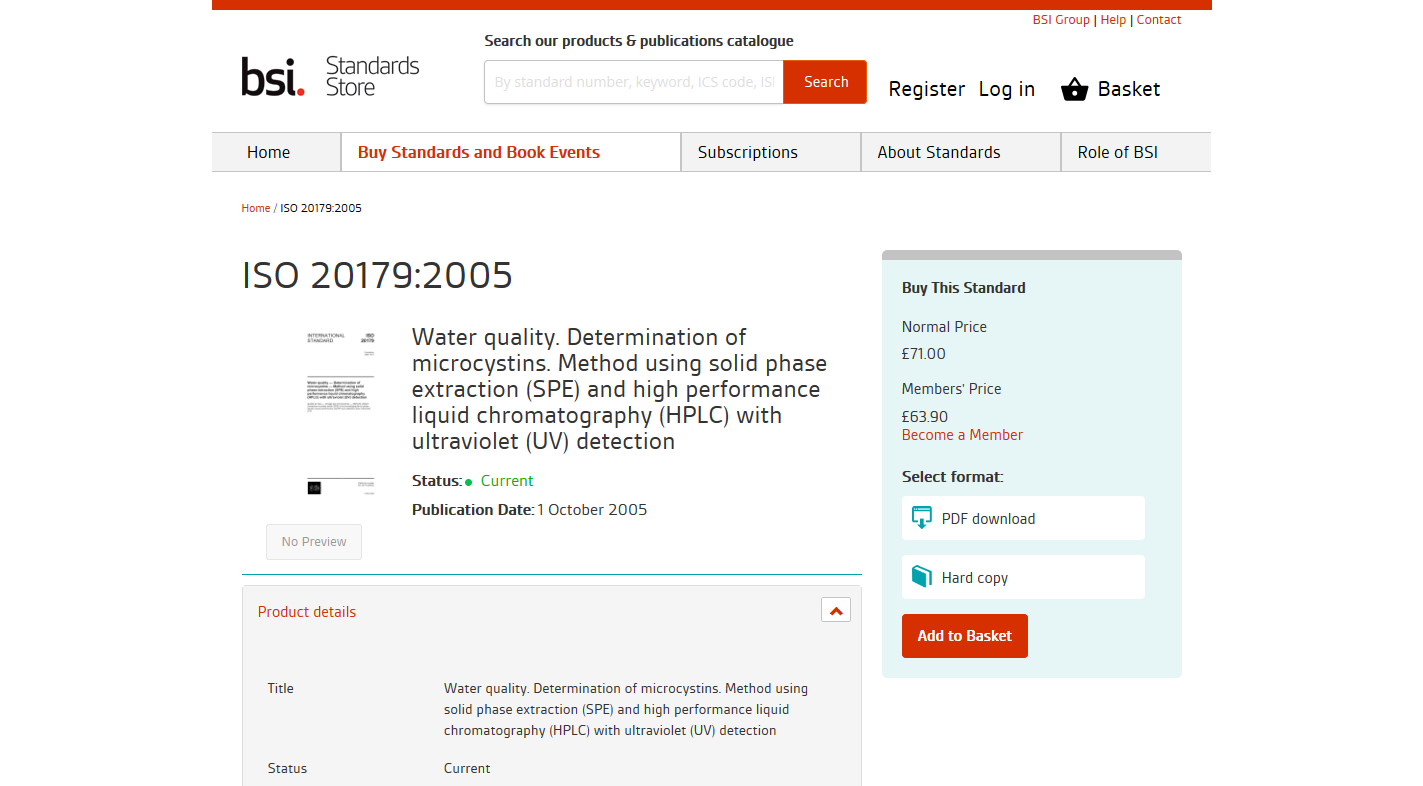 BSI Group | Help | Contact
Search our products & publications catalogue
bsi. Standards Store
By standard number, keyword, ICS code, IS
Search
Register Log in Basket
Home
Buy Standards and Book Events
Subscriptions
About Standards
Role of BSI
Home / ISO 20179:2005
ISO 20179:2005
INTERNATIONAL STANDARD
ISO 20179
Water quality. Determination of
microcystins. Method using solid phase
extraction (SPE) and high performance
liquid chromatography (HPLC) with
ultraviolet (UV) detection
Status: Current
Publication Date: 1 October 2005
No Preview
Product details
Title
Water quality. Determination of microcystins. Method using
solid phase extraction (SPE) and high performance liquid
chromatography (HPLC) with ultraviolet (UV) detection
Status
Current
Buy This Standard
Normal Price
£71.00
Members' Price
£63.90
Become a Member
Select format:
PDF download
Hard copy
Add to Basket